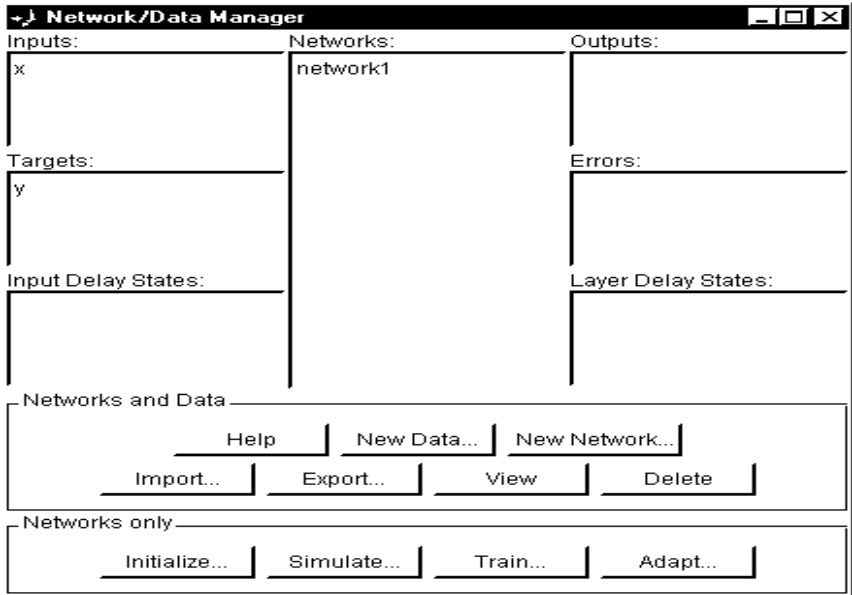 Network/Data Manager
Inputs: Networks: Outputs:
x network1
Targets: Errors:
y
Input Delay States: Layer Delay States:
Networks and Data
Help New Data... New Network...
Import... Export... View Delete
Networks only
Initialize... Simulate... Train... Adapt...